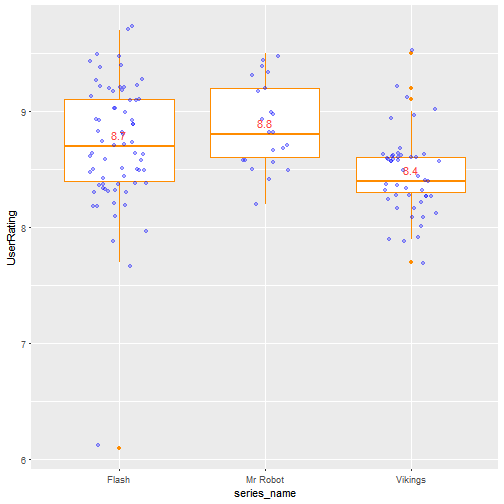 UserRating
9
8
7
6
8.7
8.8
8.4
Flash
Mr Robot
Vikings
series_name